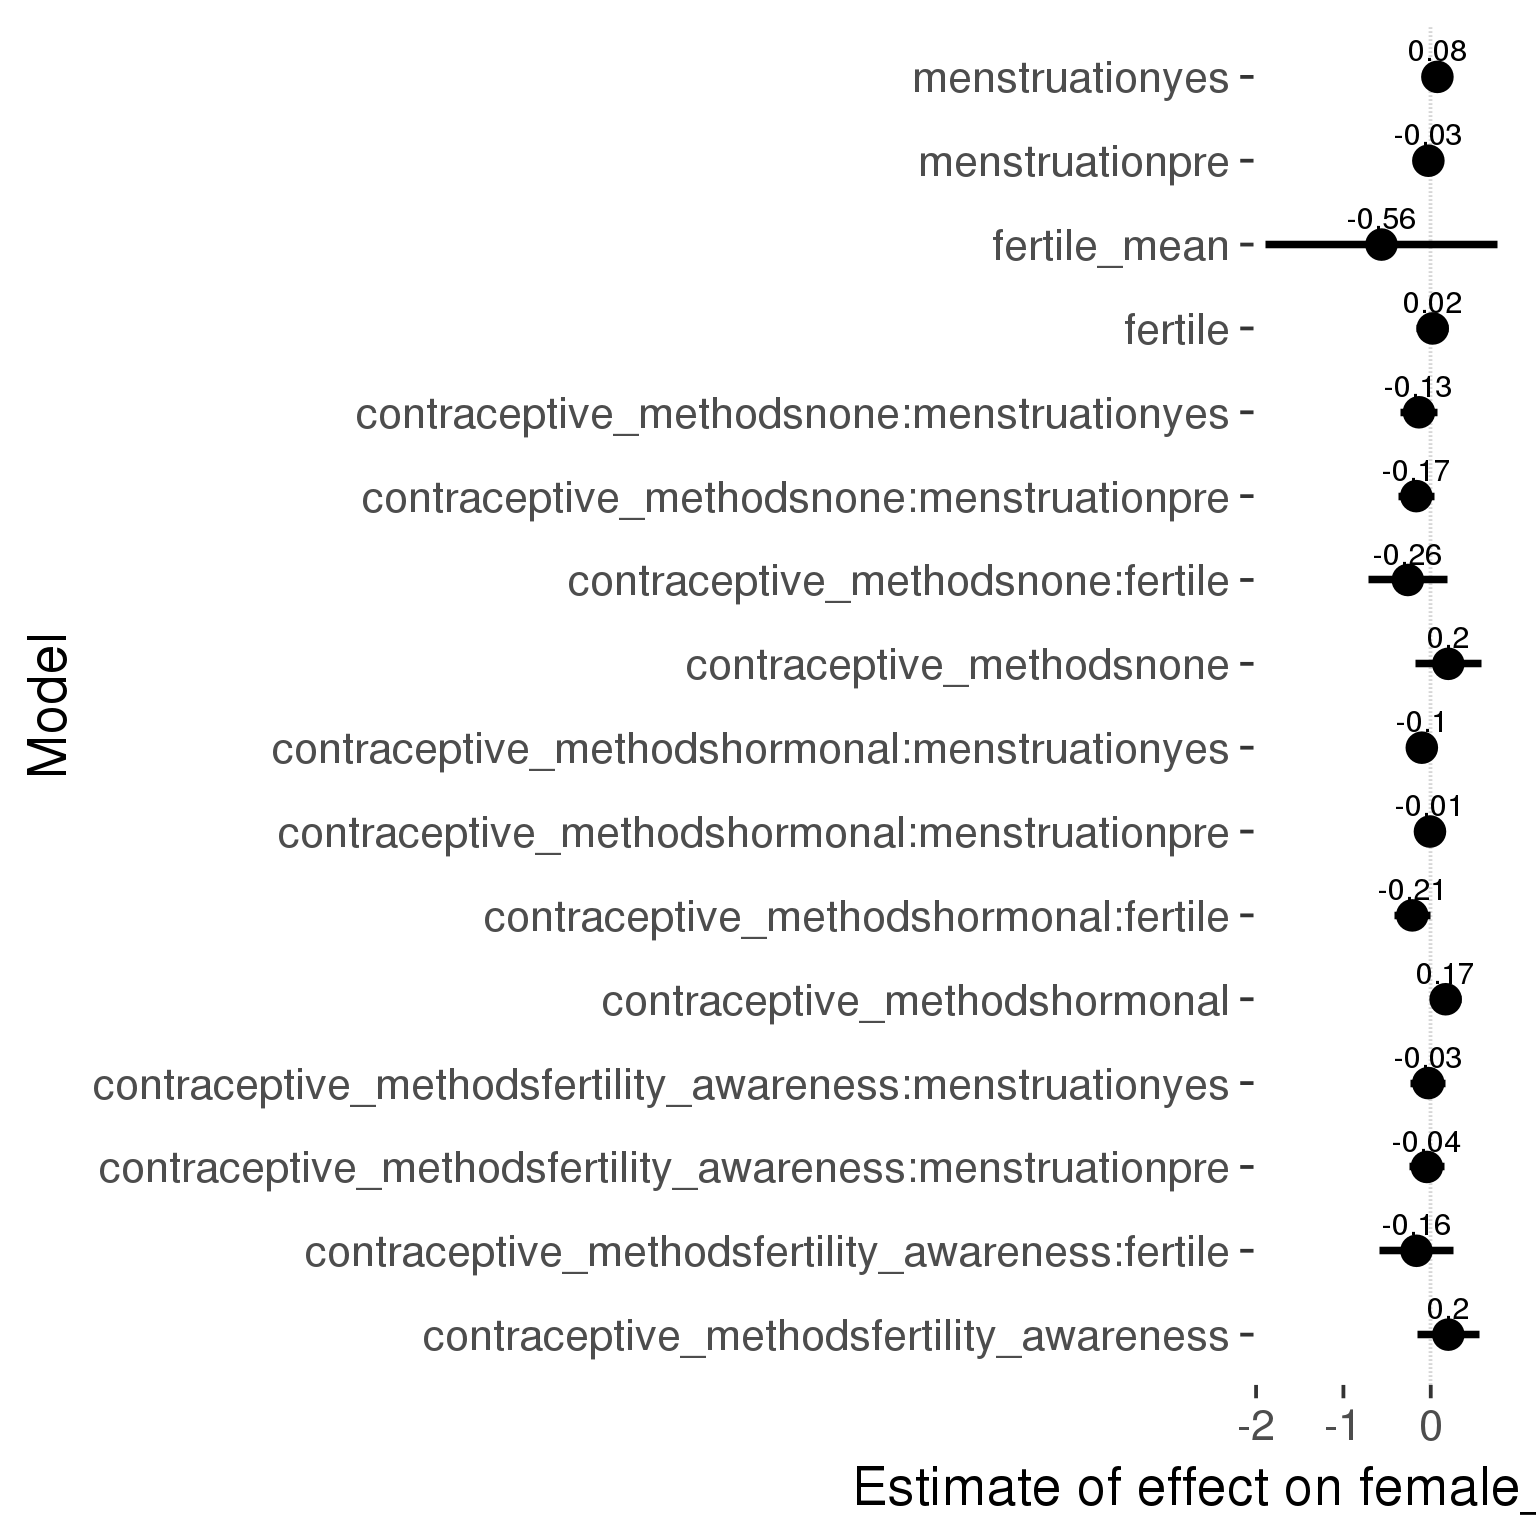 menstruationyes
0.08
menstruationpre
-0.03
fertile_mean
-0.56
fertile
0.02
contraceptive_methodsnone:menstruationyes
-0.13
contraceptive_methodsnone:menstruationpre
-0.17
contraceptive_methodsnone:fertile
-0.26
contraceptive_methodsnone
0.2
contraceptive_methodshormonal:menstruationyes
-0.1
contraceptive_methodshormonal:menstruationpre
-0.01
contraceptive_methodshormonal:fertile
-0.21
contraceptive_methodshormonal
0.17
contraceptive_methodsfertility_awareness:menstruationyes
-0.03
contraceptive_methodsfertility_awareness:menstruationpre
-0.04
contraceptive_methodsfertility_awareness:fertile
-0.16
contraceptive_methodsfertility_awareness
0.2
Model
-2 -1 0
Estimate of effect on female_